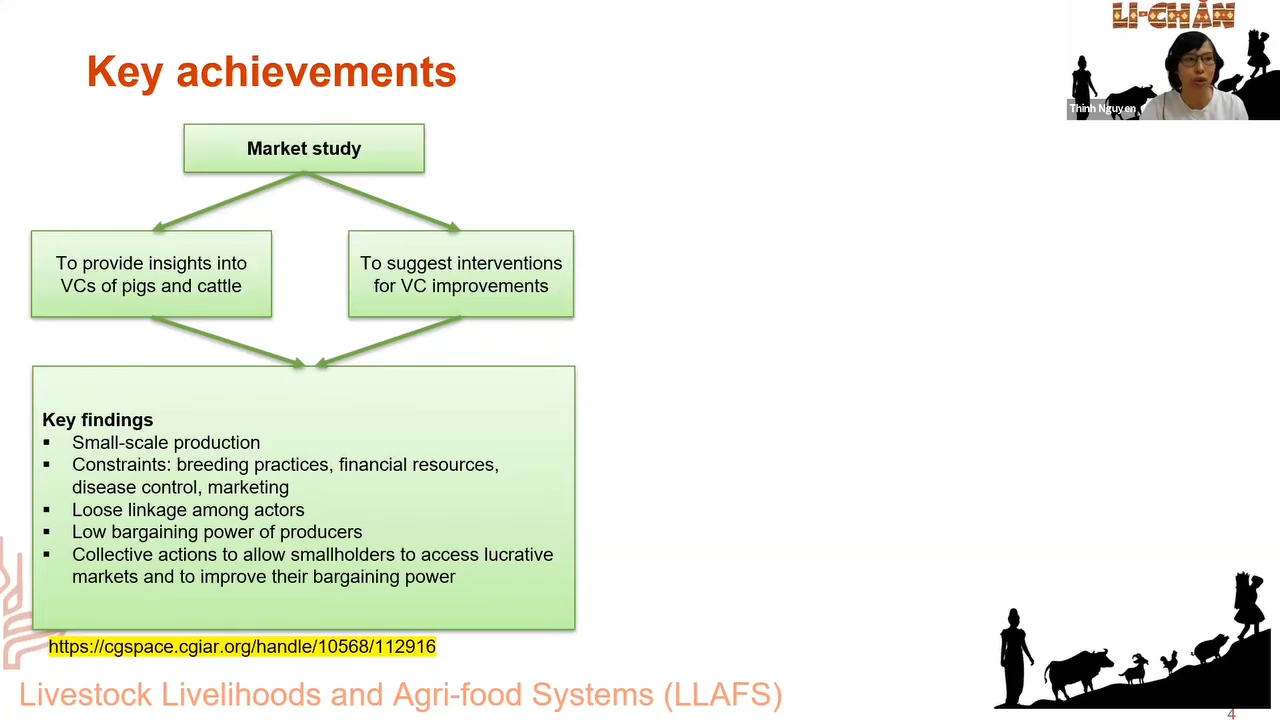 Key achievements
LI-CHĂN
Thinh Nguyen
Market study
To provide insights into
VCs of pigs and cattle
To suggest interventions
for VC improvements
Key findings
▪ Small-scale production
▪ Constraints: breeding practices, financial resources,
disease control, marketing
▪ Loose linkage among actors
▪ Low bargaining power of producers
▪ Collective actions to allow smallholders to access lucrative
markets and to improve their bargaining power
https://cgspace.cgiar.org/handle/10568/112916
Livestock Livelihoods and Agri-food Systems (LLAFS)
4